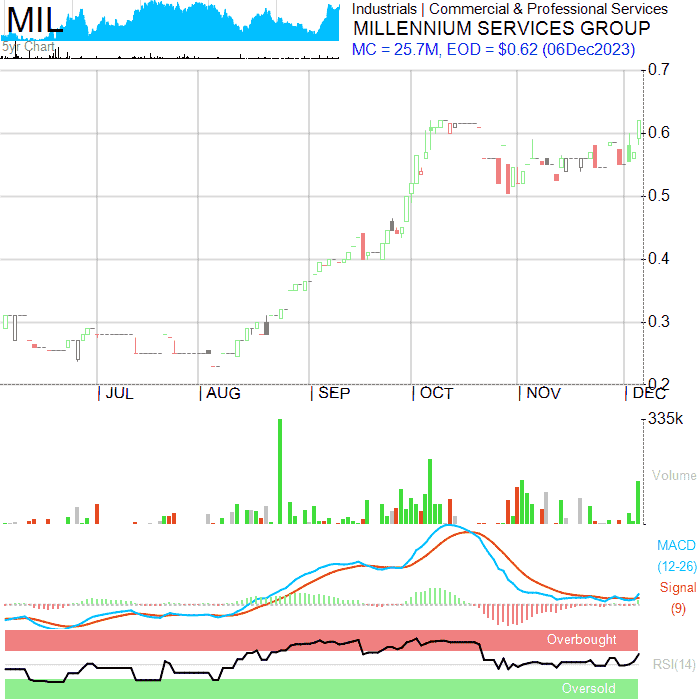 MIL
5yr Chart
Industrials | Commercial & Professional Services
MILLENNIUM SERVICES GROUP
MC = 25.7M, EOD = $0.62 (06Dec2023)
0.7
0.6
0.5
0.4
0.3
0.2
JUL AUG SEP OCT NOV DEC
335k
Volume
MACD
(12-26)
Signal
(9)
Overbought
RSI(14)
Oversold